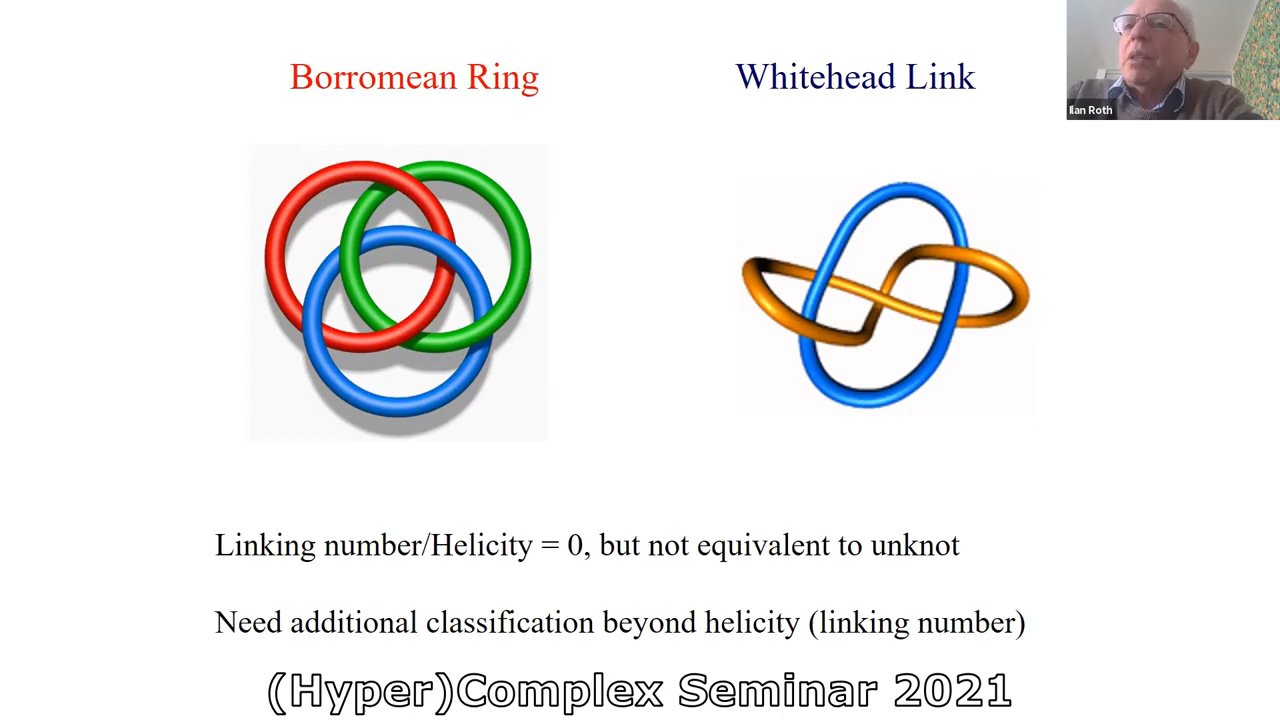 Borromean Ring
Whitehead Link
Ilan Roth
Linking number/Helicity = 0, but not equivalent to unknot
Need additional classification beyond helicity (linking number)
(Hyper)Complex Seminar 2021